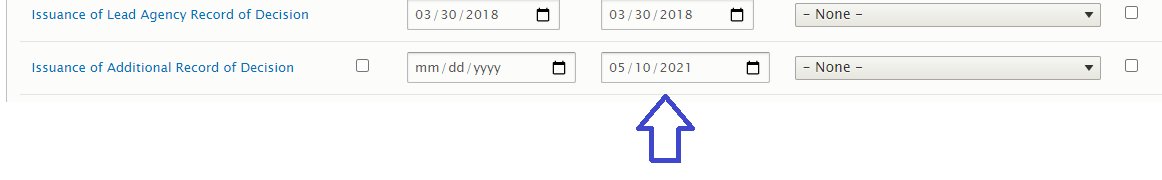 Issuance of Lead Agency Record of Decision 03/30/2018 03/30/2018 – None –
Issuance of Additional Record of Decision mm/dd/yyyy 05/10/2021 – None –